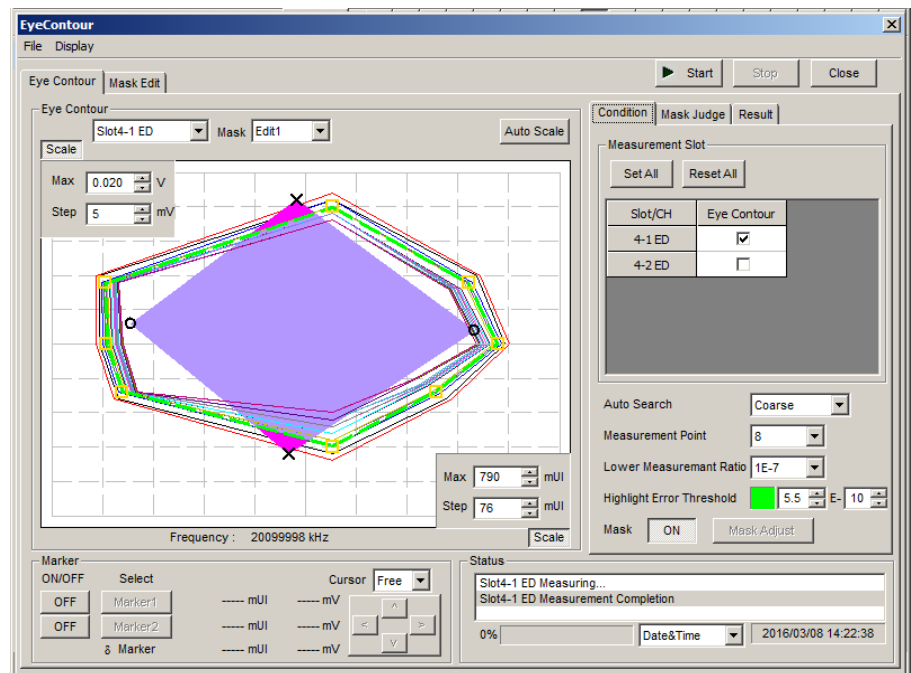 EyeContour
File Display
Start Stop Close
Eye Contour Mask Edit
Eye Contour
Slot4-1 ED Mask Edit1 Auto Scale
Scale
Max 0.020 V
Step 5 mV
Max 790 mUI
Step 76 mUI
Frequency : 20099998 kHz Scale
Condition Mask Judge Result
Measurement Slot
Set All Reset All
Slot/CH Eye Contour
4-1 ED
4-2 ED
Auto Search Coarse
Measurement Point 8
Lower Measuremant Ratio 1E-7
Highlight Error Threshold 5.5 E- 10
Mask ON Mask Adjust
Marker
ON/OFF Select Cursor Free
OFF Marker1 ----- mUI ----- mV
OFF Marker2 ----- mUI ----- mV
δ Marker ----- mUI ----- mV
^
< >
v
Status
Slot4-1 ED Measuring...
Slot4-1 ED Measurement Completion
0% Date&Time 2016/03/08 14:22:38